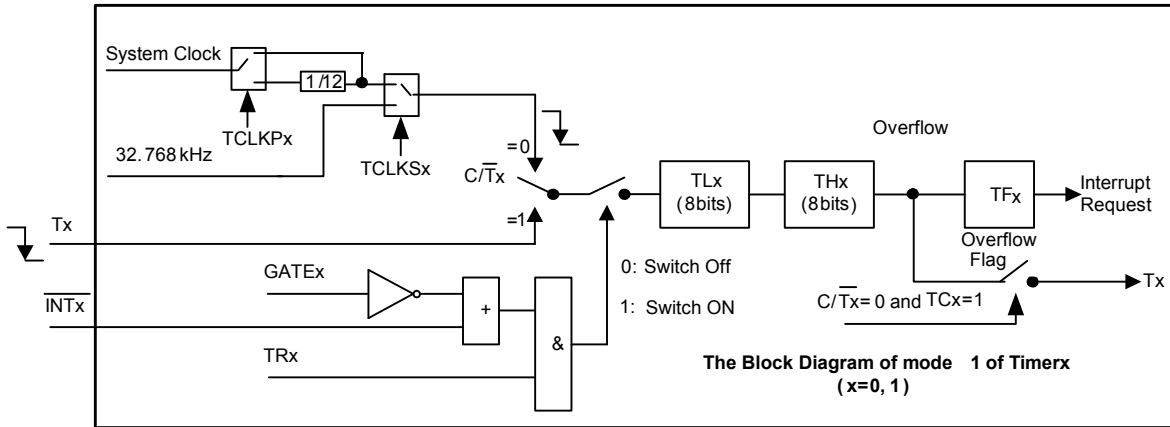 System Clock
1/12
TCLKPx
32.768 kHz
TCLKSx
=0
C/T̅x
=1
Tx
GATEx
I̅N̅T̅x̅
+
TRx
&
0: Switch Off
1: Switch ON
TLx
(8bits)
THx
(8bits)
Overflow
TFx
Interrupt
Request
Overflow
Flag
Tx
C/T̅x̅= 0 and TCx=1
The Block Diagram of mode 1 of Timerx
(x=0, 1)